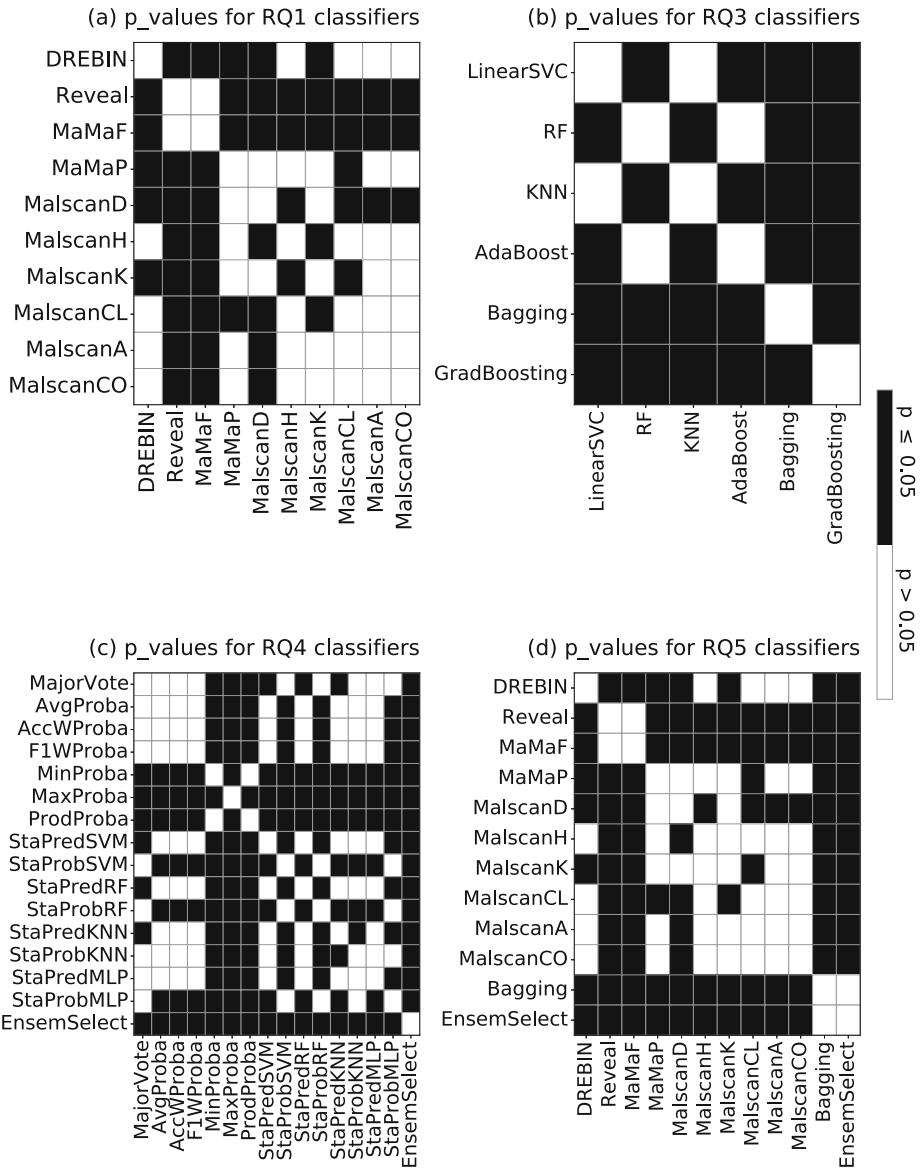 (a) p_values for RQ1 classifiers
DREBIN
Reveal
MaMaF
MaMaP
MalscanD
MalscanH
MalscanK
MalscanCL
MalscanA
MalscanCO
DREBIN
Reveal
MaMaF
MaMaP
MalscanD
MalscanH
MalscanK
MalscanCL
MalscanA
MalscanCO
(b) p_values for RQ3 classifiers
LinearSVC
RF
KNN
AdaBoost
Bagging
GradBoosting
LinearSVC
RF
KNN
AdaBoost
Bagging
GradBoosting
p ≤ 0.05
p > 0.05
(c) p_values for RQ4 classifiers
MajorVote
AvgProba
AccWProba
F1WProba
MinProba
MaxProba
ProdProba
StaPredSVM
StaProbSVM
StaPredRF
StaProbRF
StaPredKNN
StaProbKNN
StaPredMLP
StaProbMLP
EnsemSelect
MajorVote
AvgProba
AccWProba
F1WProba
MinProba
MaxProba
ProdProba
StaPredSVM
StaProbSVM
StaPredRF
StaProbRF
StaPredKNN
StaProbKNN
StaPredMLP
StaProbMLP
EnsemSelect
(d) p_values for RQ5 classifiers
DREBIN
Reveal
MaMaF
MaMaP
MalscanD
MalscanH
MalscanK
MalscanCL
MalscanA
MalscanCO
Bagging
EnsemSelect
DREBIN
Reveal
MaMaF
MaMaP
MalscanD
MalscanH
MalscanK
MalscanCL
MalscanA
MalscanCO
Bagging
EnsemSelect